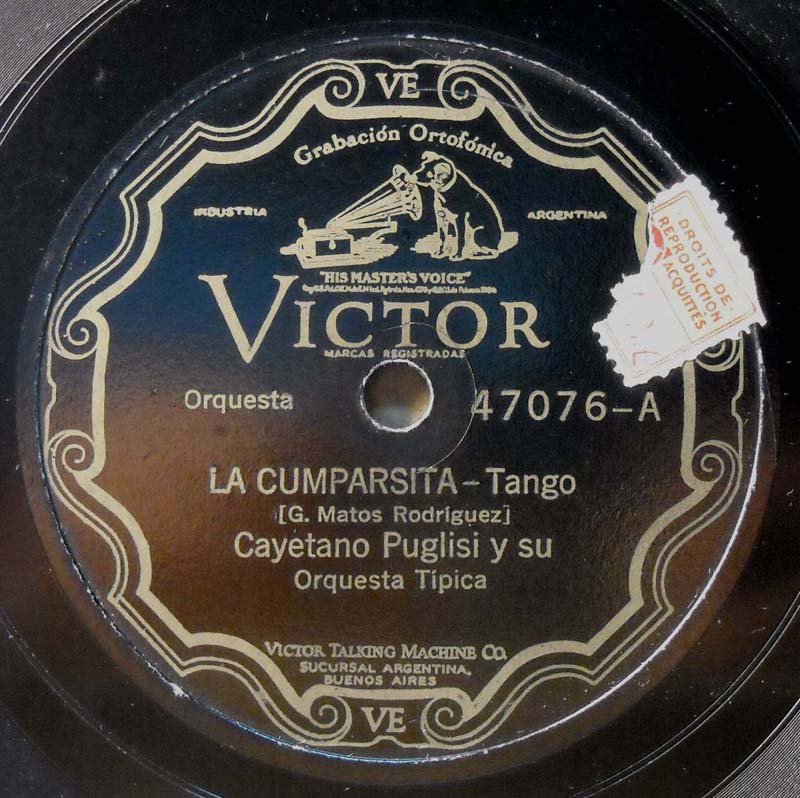 VE
Grabación Ortofónica
INDUSTRIA
ARGENTINA
"HIS MASTER'S VOICE"
VICTOR
MARCAS REGISTRADAS
DROITS DE
REPRODUCTION
ACQUITTÉS
Orquesta
47076-A
LA CUMPARSITA - Tango
[G. Matos Rodríguez]
Cayetano Puglisi y su
Orquesta Típica
VICTOR TALKING MACHINE CO.
SUCURSAL ARGENTINA,
BUENOS AIRES
VE